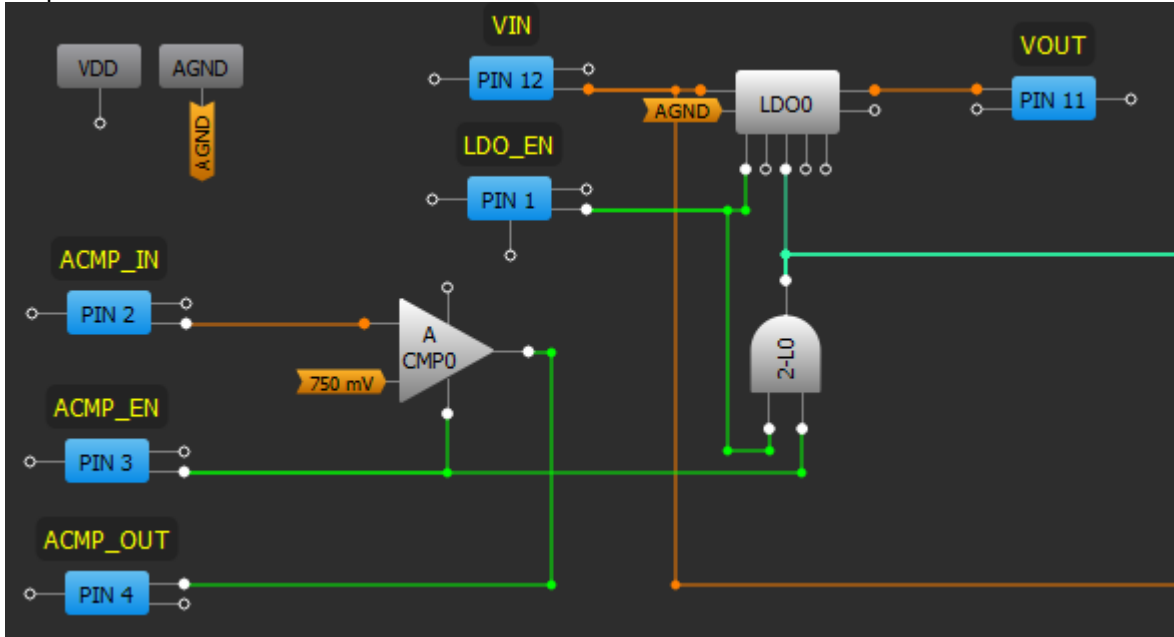 VIN
VDD
AGND
PIN 12
AGND
LDO0
VOUT
PIN 11
AGND
LDO_EN
PIN 1
ACMP_IN
PIN 2
A
CMP0
750 mV
2-L0
ACMP_EN
PIN 3
ACMP_OUT
PIN 4